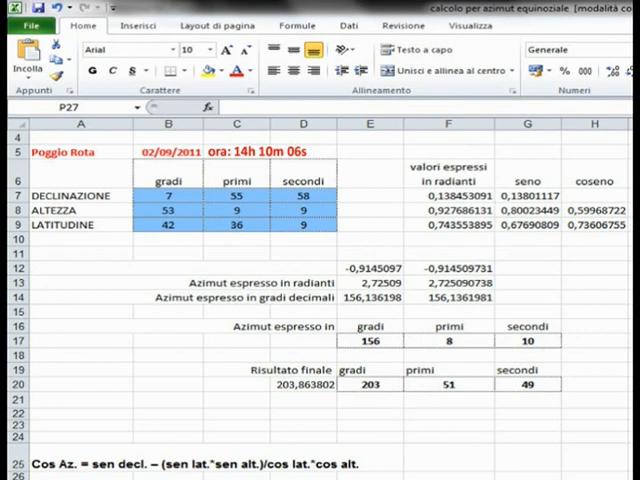 calcolo per azimut equinoziale [modalità co
File Home Inserisci Layout di pagina Formule Dati Revisione Visualizza
Incolla
Arial 10 A A Testo a capo Generale
G C S A Unisci e allinea al centro % 000
Appunti Carattere Allineamento Numeri
P27 fx
A B C D E F G H
4
5 Poggio Rota 02/09/2011 ora: 14h 10m 06s
valori espressi
6 gradi primi secondi in radianti seno coseno
7 DECLINAZIONE 7 55 58 0,138453091 0,13801117
8 ALTEZZA 53 9 9 0,927686131 0,80023449 0,59968722
9 LATITUDINE 42 36 9 0,743553895 0,67690809 0,73606755
10
11
12 -0,9145097 -0,914509731
13 Azimut espresso in radianti 2,72509 2,725090738
14 Azimut espresso in gradi decimali 156,136198 156,1361981
15
16 Azimut espresso in gradi primi secondi
17 156 8 10
18
19 Risultato finale gradi primi secondi
20 203,863802 203 51 49
21
22
23
24
25 Cos Az. = sen decl. – (sen lat.*sen alt.)/cos lat.*cos alt.
26